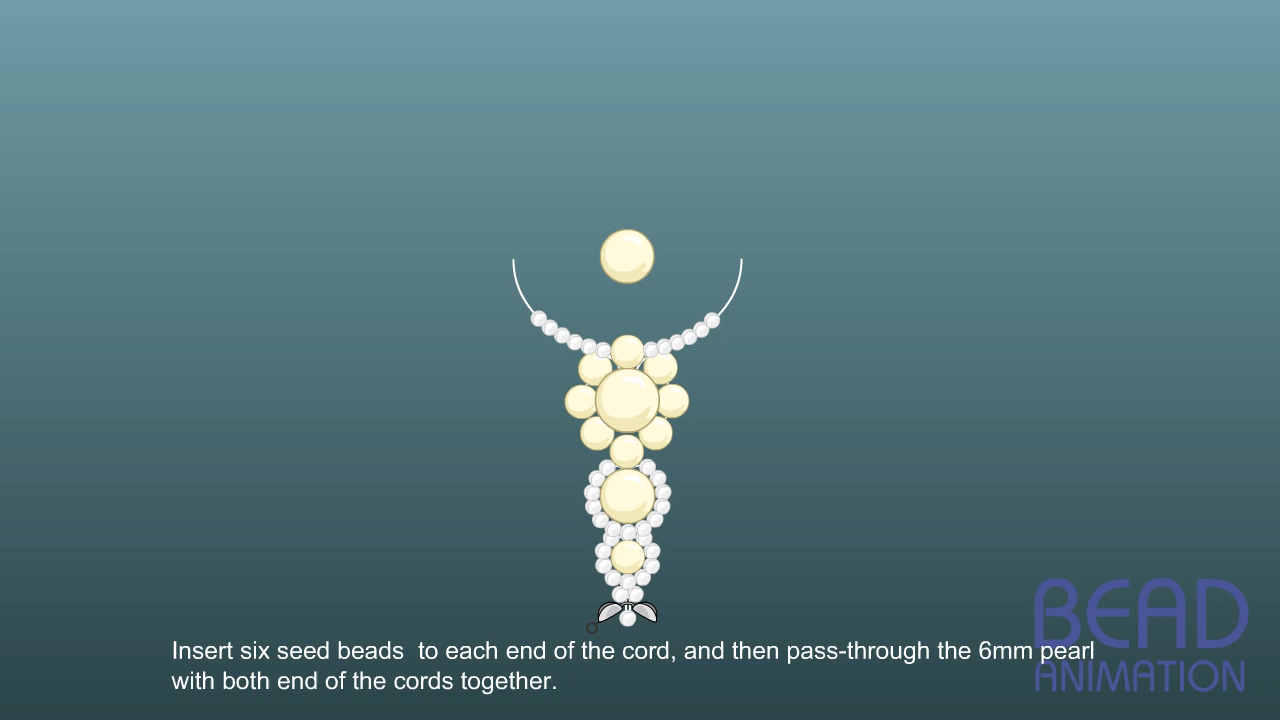 Insert six seed beads  to each end of the cord, and then pass-through the 6mm pearl
with both end of the cords together.
BEAD
ANIMATION